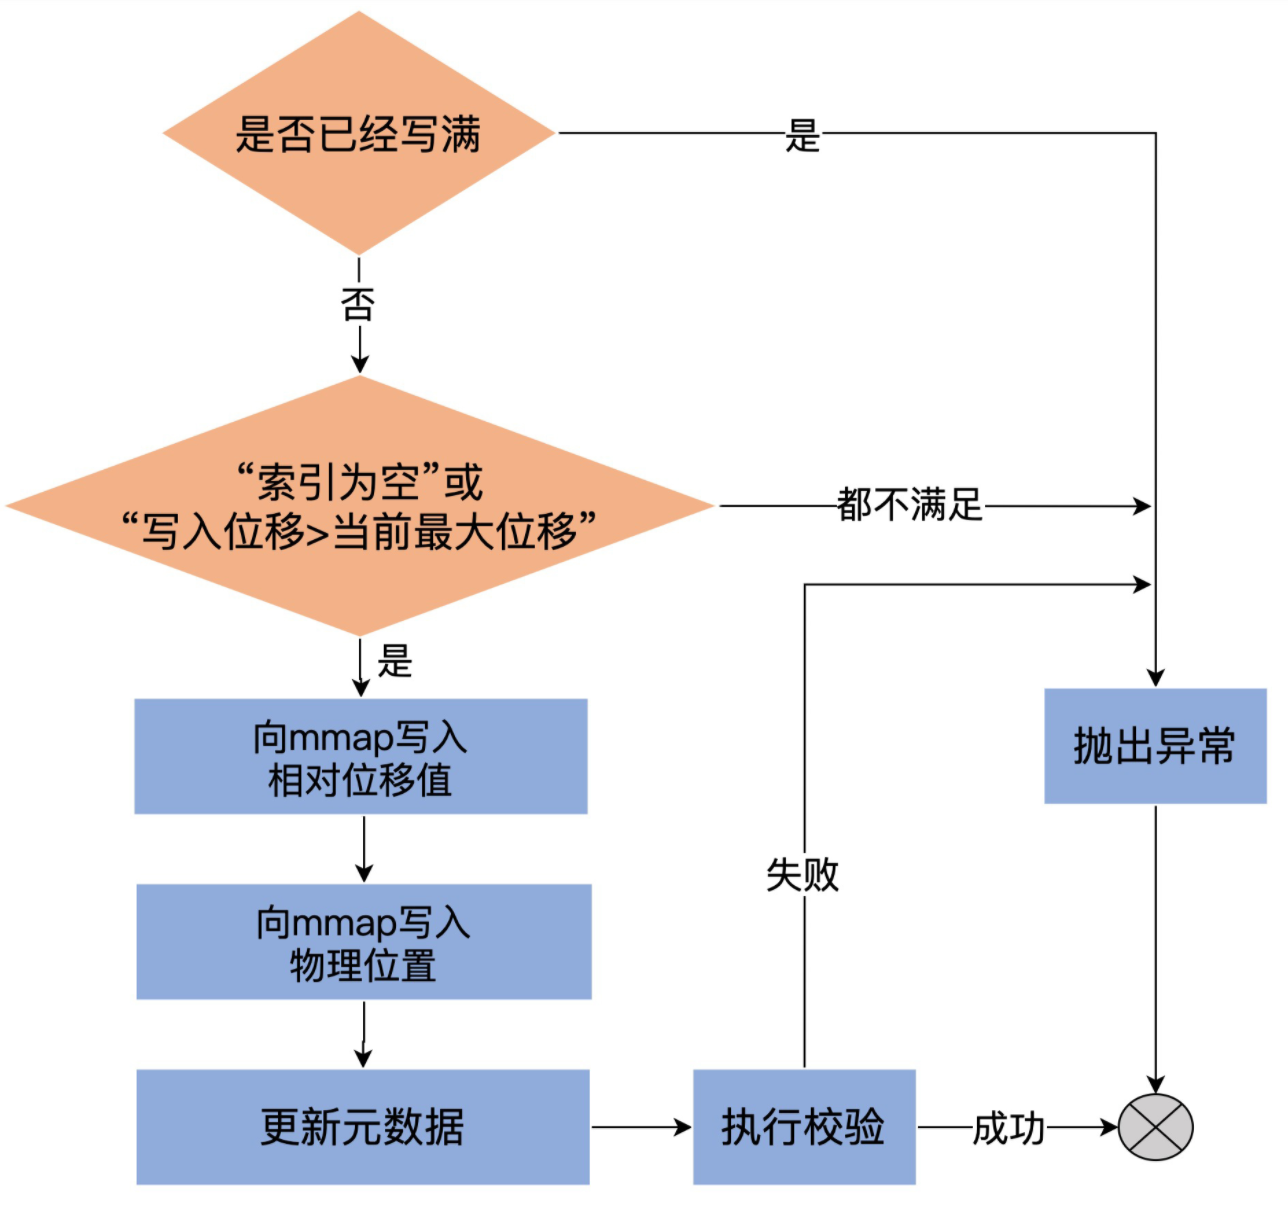 是否已经写满
是
否
“索引为空”或
“写入位移>当前最大位移”
都不满足
是
向mmap写入
相对位移值
抛出异常
向mmap写入
物理位置
失败
更新元数据
执行校验
成功